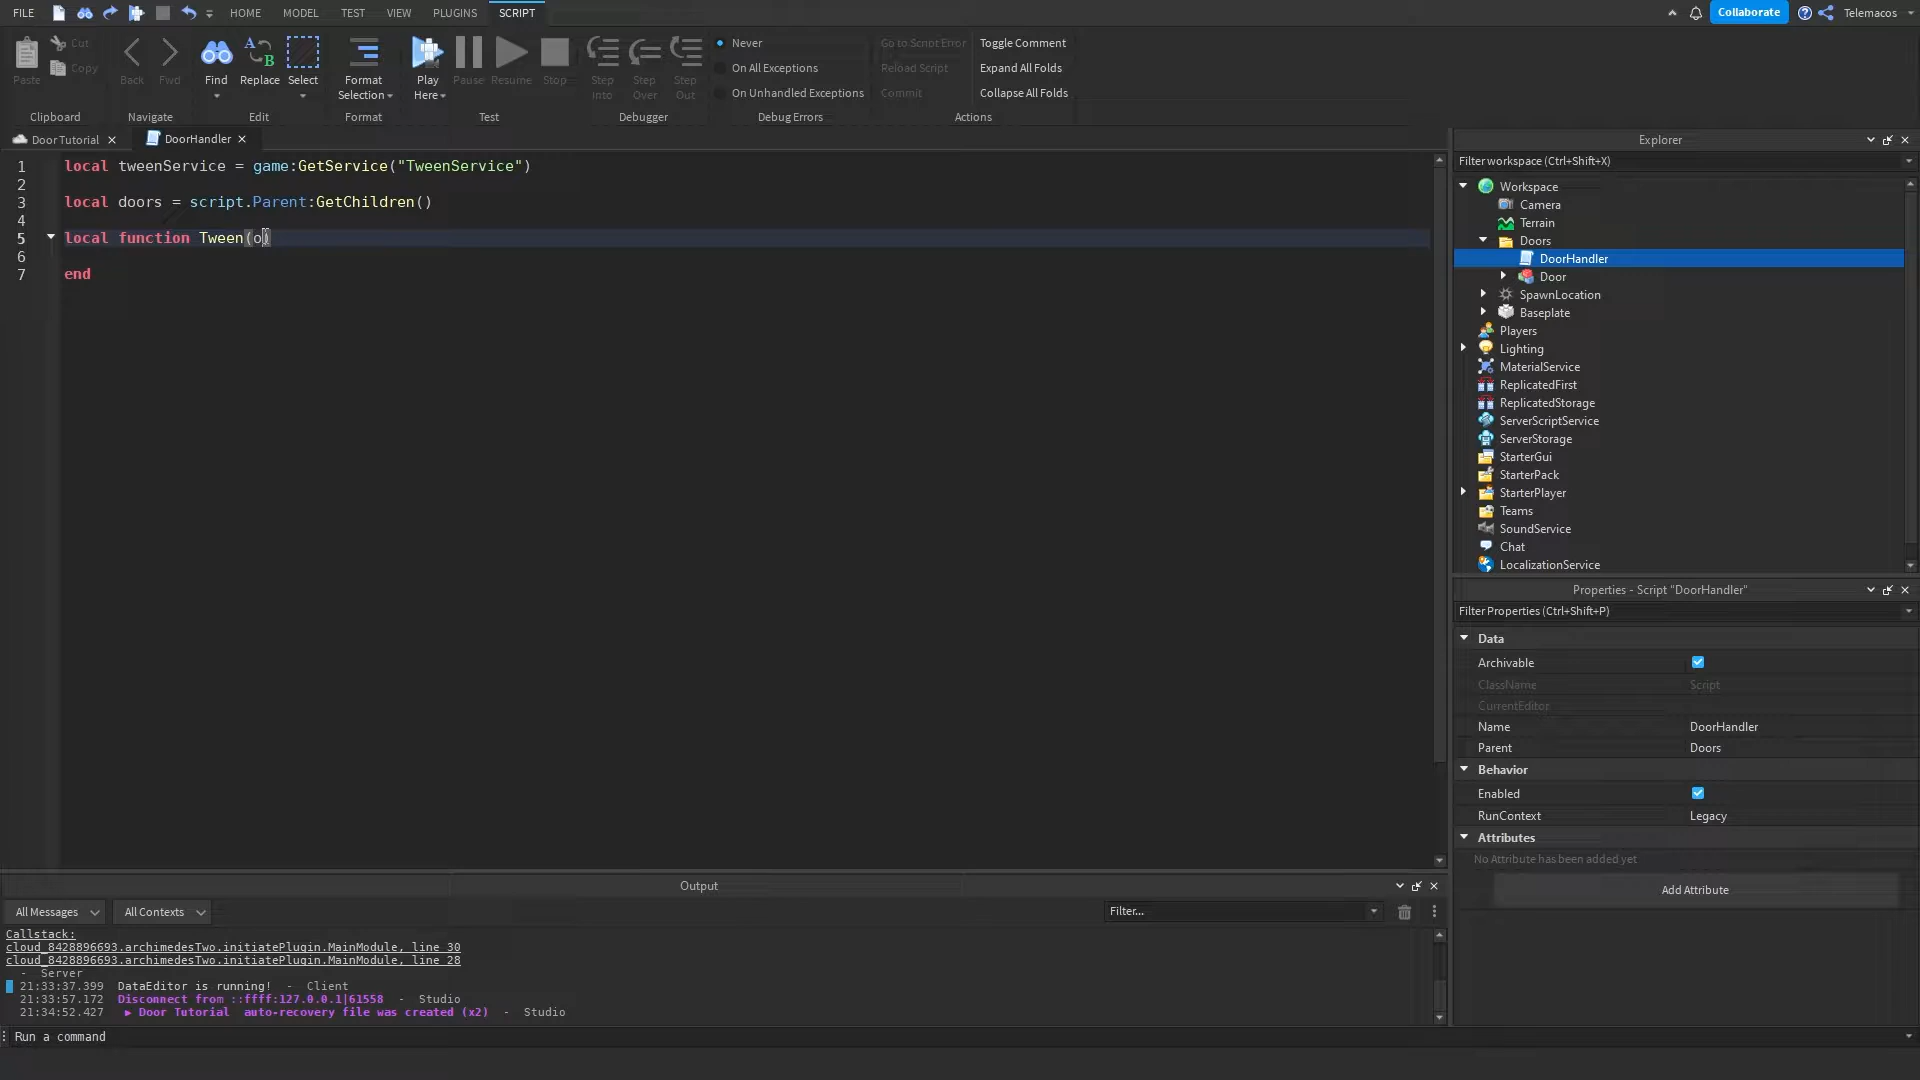 FILE HOME MODEL TEST VIEW PLUGINS SCRIPT Collaborate Telemacos
Paste Cut Copy
Back Fwd
Find Replace Select
Format Selection
Play Here Pause Resume Stop
Step Into Step Over Step Out
Never
On All Exceptions
On Unhandled Exceptions
Go to Script Error
Reload Script
Commit
Toggle Comment
Expand All Folds
Collapse All Folds
Clipboard Navigate Edit Format Test Debugger Debug Errors Actions
Door Tutorial DoorHandler
1 local tweenService = game:GetService("TweenService")
2
3 local doors = script.Parent:GetChildren()
4
5 local function Tween(o)
6
7 end
Explorer
Filter workspace (Ctrl+Shift+X)
Workspace
Camera
Terrain
Doors
DoorHandler
Door
SpawnLocation
Baseplate
Players
Lighting
MaterialService
ReplicatedFirst
ReplicatedStorage
ServerScriptService
ServerStorage
StarterGui
StarterPack
StarterPlayer
Teams
SoundService
Chat
LocalizationService
Properties - Script "DoorHandler"
Filter Properties (Ctrl+Shift+P)
Data
Archivable
ClassName Script
CurrentEditor
Name DoorHandler
Parent Doors
Behavior
Enabled
RunContext Legacy
Attributes
No Attribute has been added yet
Add Attribute
Output
All Messages All Contexts Filter...
Callstack:
cloud_8428896693.archimedesTwo.initiatePlugin.MainModule, line 30
cloud_8428896693.archimedesTwo.initiatePlugin.MainModule, line 28
- Server
21:33:37.399 DataEditor is running! - Client
21:33:57.172 Disconnect from ::ffff:127.0.0.1|61558 - Studio
21:34:52.427 ▶ Door Tutorial auto-recovery file was created (x2) - Studio
Run a command